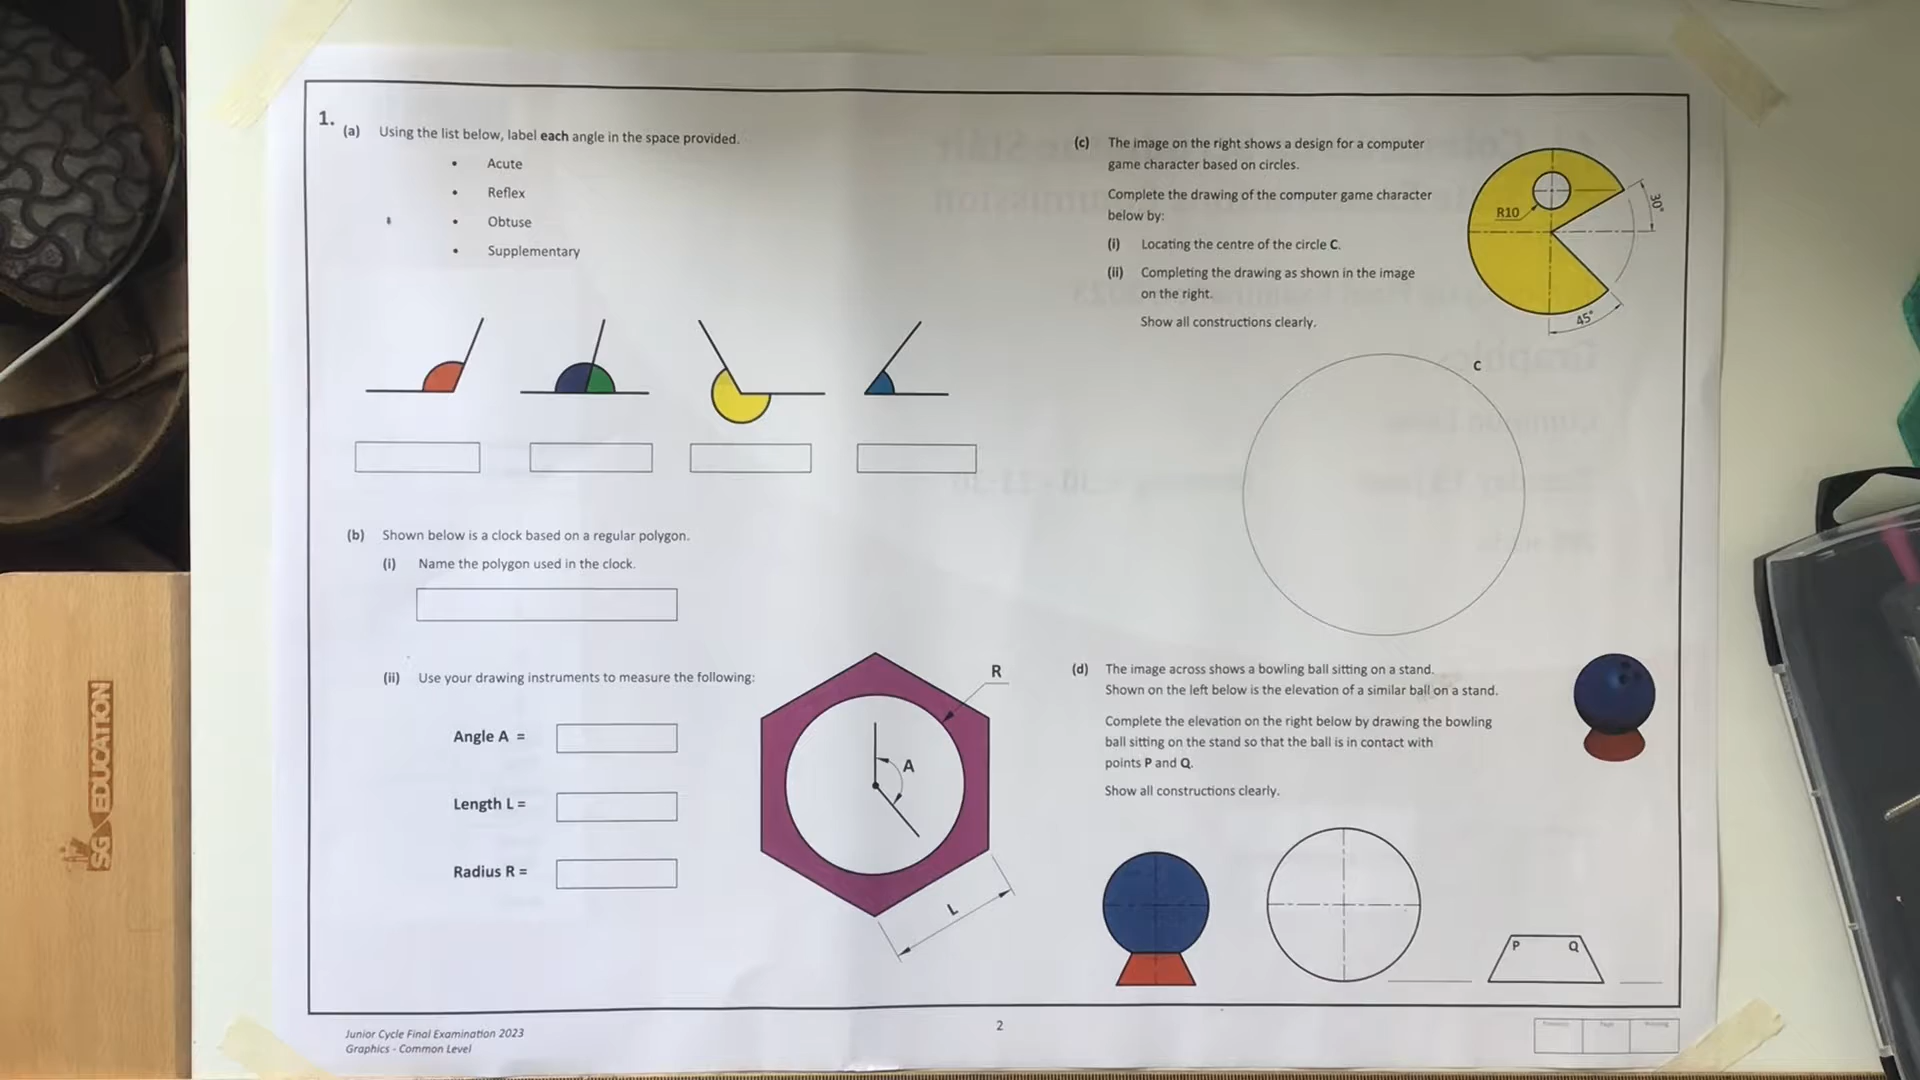 1.
(a) Using the list below, label each angle in the space provided.
• Acute
• Reflex
• Obtuse
• Supplementary
(b) Shown below is a clock based on a regular polygon.
(i) Name the polygon used in the clock.
(ii) Use your drawing instruments to measure the following:
Angle A =
Length L =
Radius R =
R
A
L
(c) The image on the right shows a design for a computer
game character based on circles.
Complete the drawing of the computer game character
below by:
(i) Locating the centre of the circle C.
(ii) Completing the drawing as shown in the image
on the right.
Show all constructions clearly.
R10
30°
45°
C
(d) The image across shows a bowling ball sitting on a stand.
Shown on the left below is the elevation of a similar ball on a stand.
Complete the elevation on the right below by drawing the bowling
ball sitting on the stand so that the ball is in contact with
points P and Q.
Show all constructions clearly.
P Q
Junior Cycle Final Examination 2023
Graphics - Common Level
2
SG EDUCATION